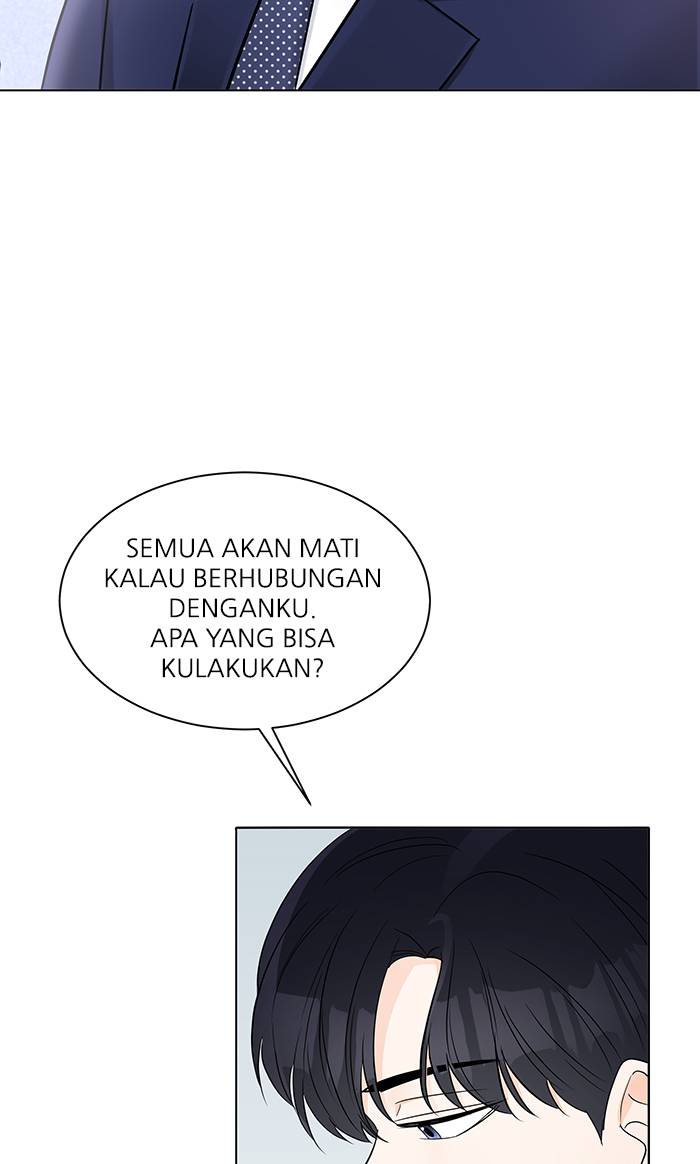 SEMUA AKAN MATI
KALAU BERHUBUNGAN
DENGANKU.
APA YANG BISA
KULAKUKAN?